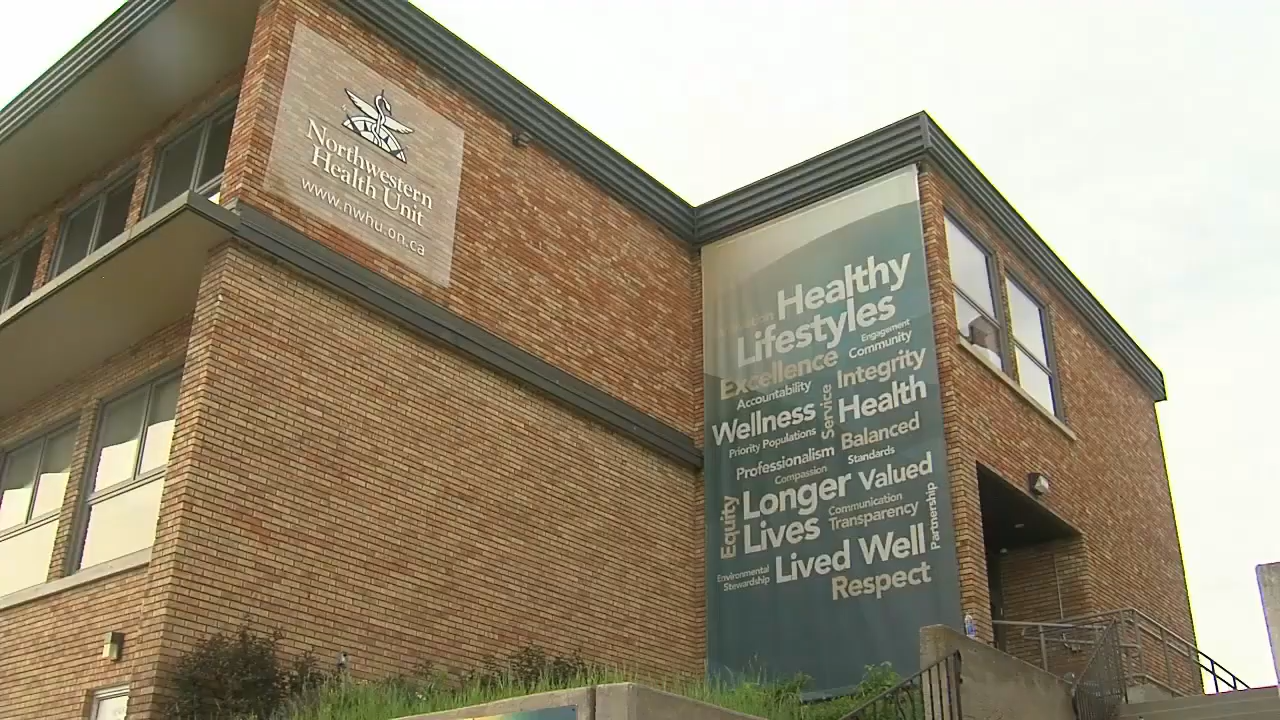 Northwestern
Health Unit
www.nwhu.on.ca
Healthy
Lifestyles
Engagement
Community
Excellence
Integrity
Accountability
Service
Health
Wellness
Priority Populations
Balanced
Professionalism
Standards
Compassion
Valued
Longer
Communication
Equity
Lives
Transparency
Partnership
Lived Well
Environmental
Stewardship
Respect